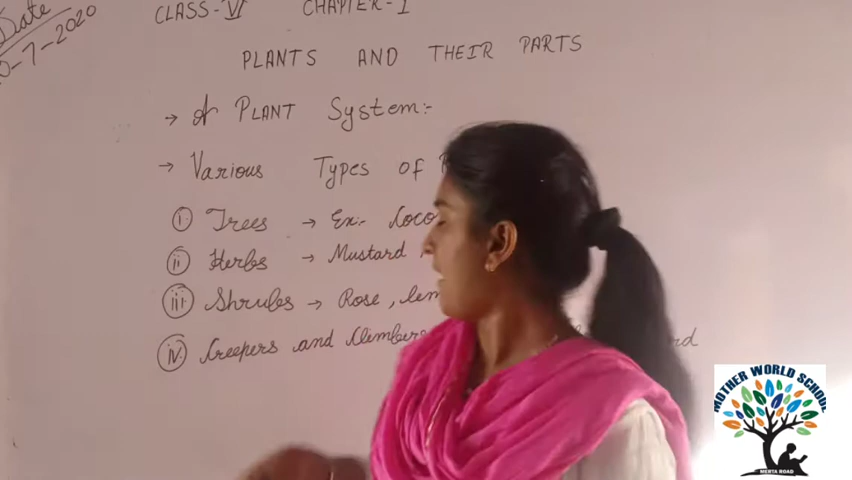 Date
0-7-2020
CLASS-VI CHAPTER-1
PLANTS AND THEIR PARTS
→ A PLANT System:-
→ Various Types of
(i) Trees → Ex:- Coco
(ii) Herbs → Mustard
(iii) Shrubs → Rose, lem
(iv) Creepers and Climbers rd
MOTHER WORLD SCHOOL
MERTA ROAD